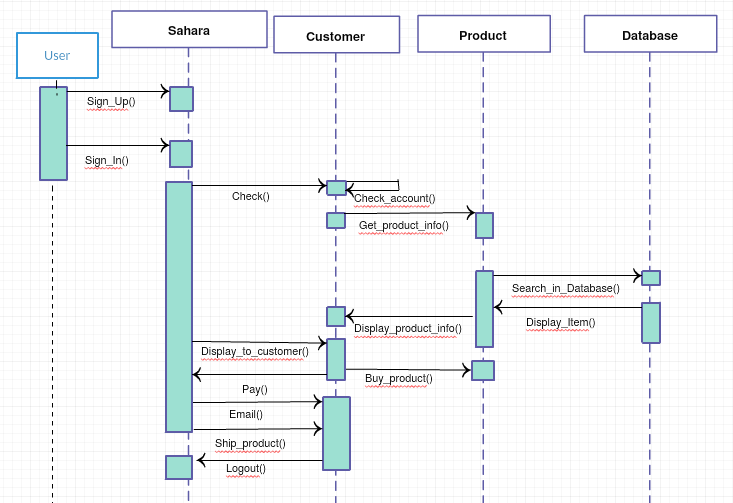 User
Sahara
Customer
Product
Database
Sign_Up()
Sign_In()
Check()
Check_account()
Get_product_info()
Search_in_Database()
Display_Item()
Display_product_info()
Display_to_customer()
Buy_product()
Pay()
Email()
Ship_product()
Logout()